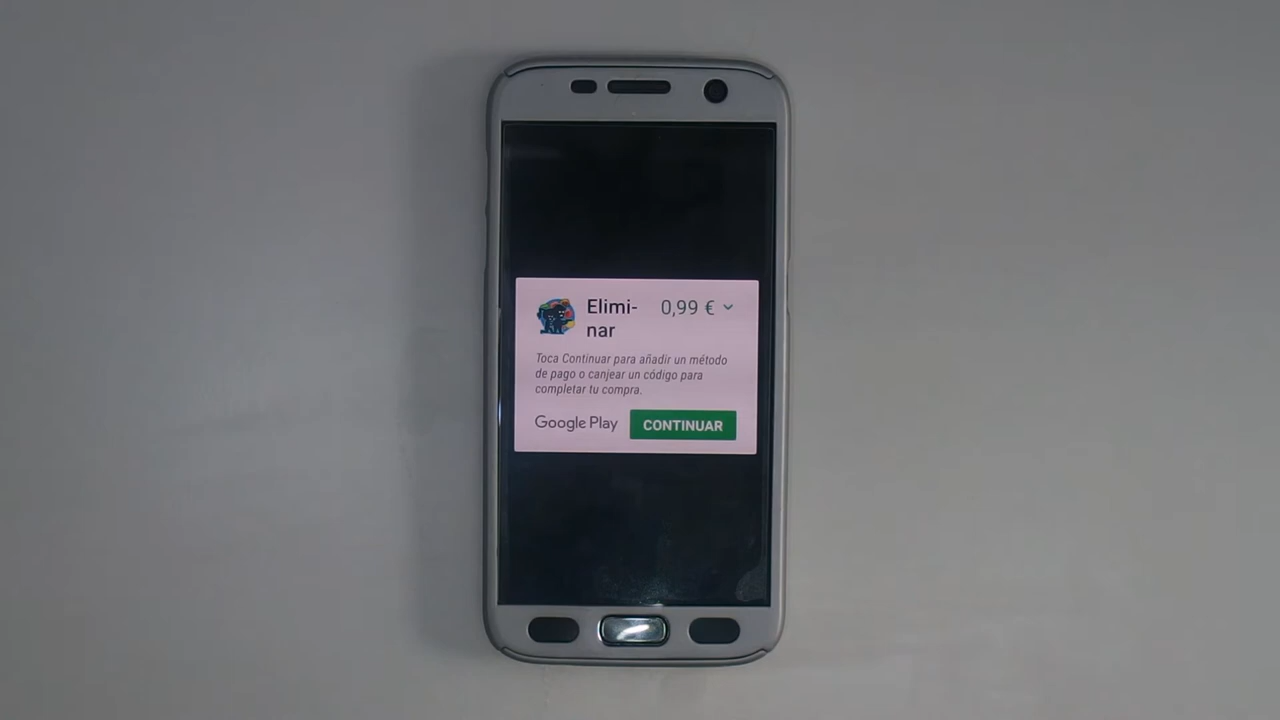 Elimi-
nar
0,99 €
Toca Continuar para añadir un método
de pago o canjear un código para
completar tu compra.
Google Play
CONTINUAR